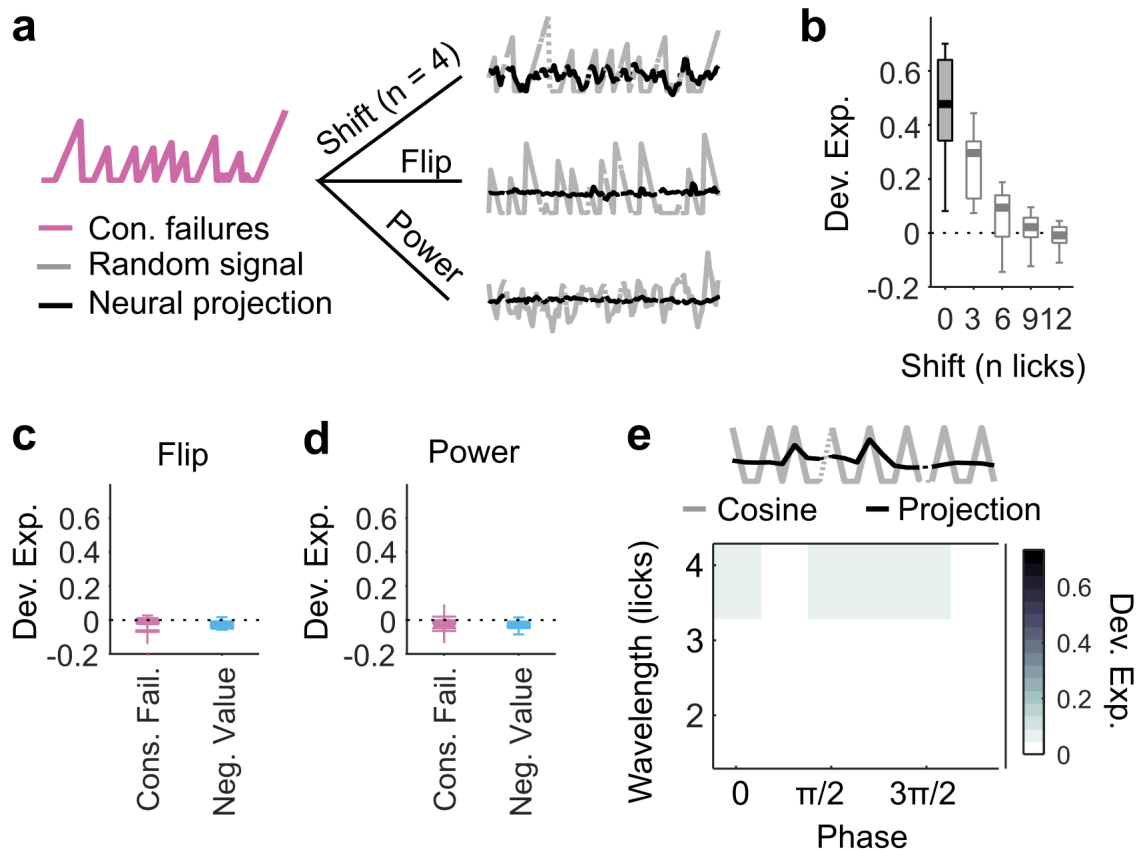 a
Shift (n = 4)
Flip
Power
Con. failures
Random signal
Neural projection
b
Dev. Exp.
0.6
0.4
0.2
0
-0.2
0 3 6 9 12
Shift (n licks)
c
Flip
Dev. Exp.
0.6
0.4
0.2
0
-0.2
Cons. Fail.
Neg. Value
d
Power
Dev. Exp.
0.6
0.4
0.2
0
-0.2
Cons. Fail.
Neg. Value
e
Cosine Projection
Wavelength (licks)
4
3
2
0 π/2 3π/2
Phase
0.6
0.4
0.2
0
Dev. Exp.